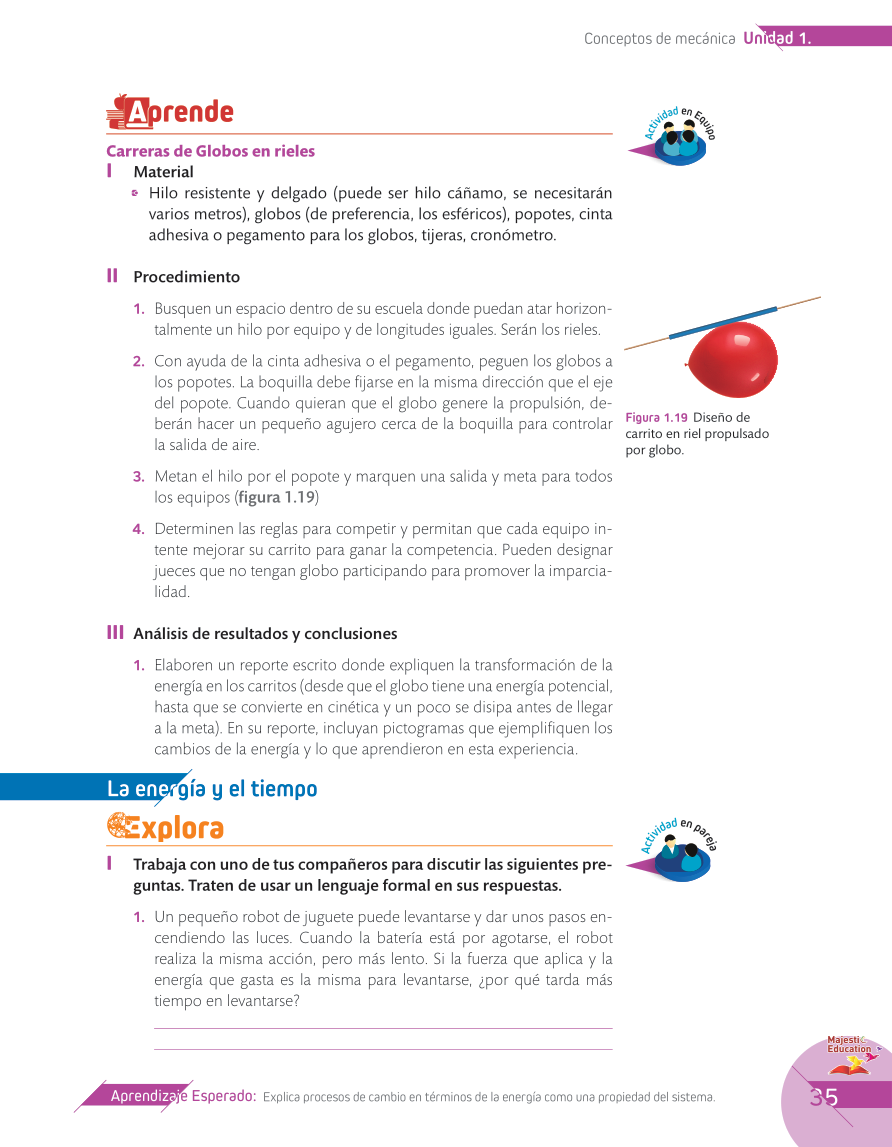 Conceptos de mecánica Unidad 1.
Aprende
Actividad en Equipo
Carreras de Globos en rieles
I Material
Hilo resistente y delgado (puede ser hilo cáñamo, se necesitarán
varios metros), globos (de preferencia, los esféricos), popotes, cinta
adhesiva o pegamento para los globos, tijeras, cronómetro.
II Procedimiento
1. Busquen un espacio dentro de su escuela donde puedan atar horizon-
talmente un hilo por equipo y de longitudes iguales. Serán los rieles.
2. Con ayuda de la cinta adhesiva o el pegamento, peguen los globos a
los popotes. La boquilla debe fijarse en la misma dirección que el eje
del popote. Cuando quieran que el globo genere la propulsión, de-
berán hacer un pequeño agujero cerca de la boquilla para controlar
la salida de aire.
3. Metan el hilo por el popote y marquen una salida y meta para todos
los equipos (figura 1.19)
4. Determinen las reglas para competir y permitan que cada equipo in-
tente mejorar su carrito para ganar la competencia. Pueden designar
jueces que no tengan globo participando para promover la imparcia-
lidad.
Figura 1.19 Diseño de
carrito en riel propulsado
por globo.
III Análisis de resultados y conclusiones
1. Elaboren un reporte escrito donde expliquen la transformación de la
energía en los carritos (desde que el globo tiene una energía potencial,
hasta que se convierte en cinética y un poco se disipa antes de llegar
a la meta). En su reporte, incluyan pictogramas que ejemplifiquen los
cambios de la energía y lo que aprendieron en esta experiencia.
La energía y el tiempo
Explora
Actividad en pareja
I Trabaja con uno de tus compañeros para discutir las siguientes pre-
guntas. Traten de usar un lenguaje formal en sus respuestas.
1. Un pequeño robot de juguete puede levantarse y dar unos pasos en-
cendiendo las luces. Cuando la batería está por agotarse, el robot
realiza la misma acción, pero más lento. Si la fuerza que aplica y la
energía que gasta es la misma para levantarse, ¿por qué tarda más
tiempo en levantarse?
Majestic
Education
Aprendizaje Esperado: Explica procesos de cambio en términos de la energía como una propiedad del sistema.
35